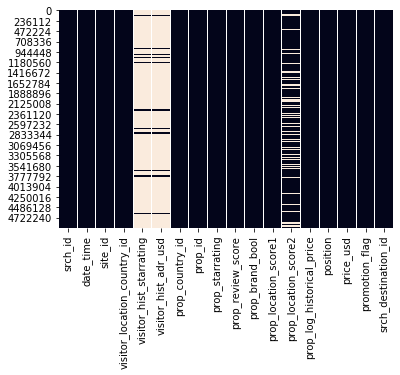 0
236112
472224
708336
944448
1180560
1416672
1652784
1888896
2125008
2361120
2597232
2833344
3069456
3305568
3541680
3777792
4013904
4250016
4486128
4722240
srch_id
date_time
site_id
visitor_location_country_id
visitor_hist_starrating
visitor_hist_adr_usd
prop_country_id
prop_id
prop_starrating
prop_review_score
prop_brand_bool
prop_location_score1
prop_location_score2
prop_log_historical_price
position
price_usd
promotion_flag
srch_destination_id